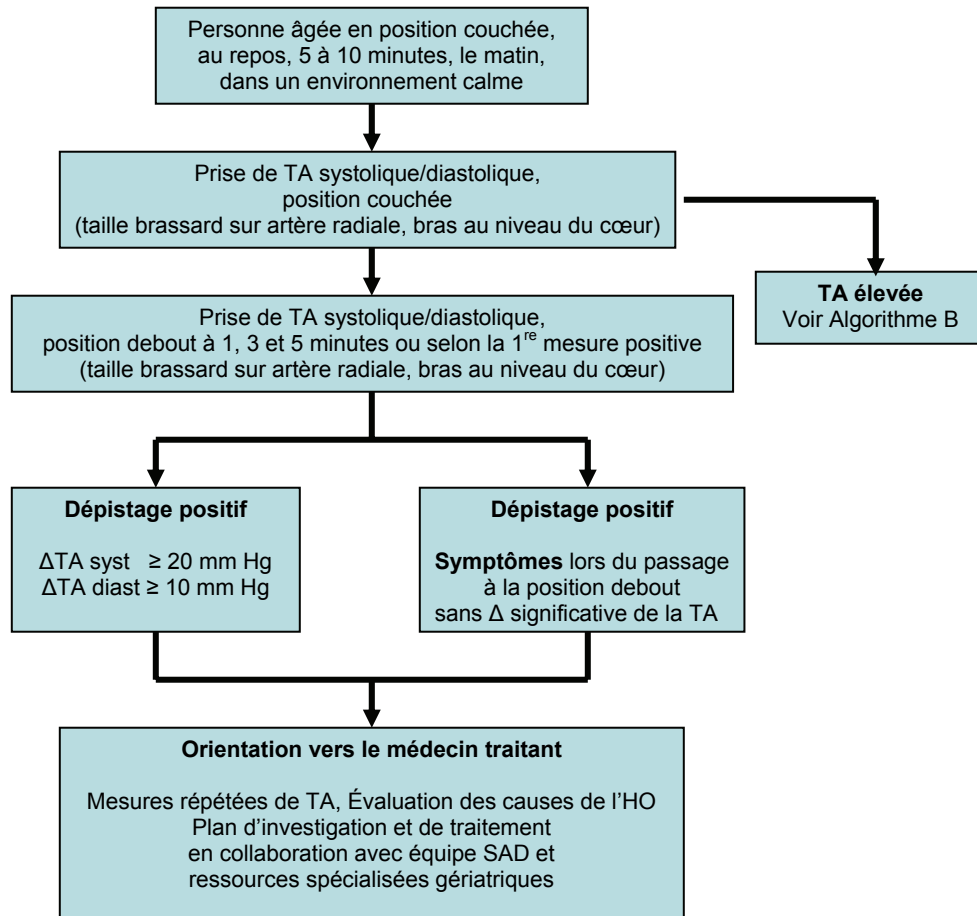 Personne âgée en position couchée,
au repos, 5 à 10 minutes, le matin,
dans un environnement calme
Prise de TA systolique/diastolique,
position couchée
(taille brassard sur artère radiale, bras au niveau du cœur)
TA élevée
Voir Algorithme B
Prise de TA systolique/diastolique,
position debout à 1, 3 et 5 minutes ou selon la 1re mesure positive
(taille brassard sur artère radiale, bras au niveau du cœur)
Dépistage positif
ΔTA syst ≥ 20 mm Hg
ΔTA diast ≥ 10 mm Hg
Dépistage positif
Symptômes lors du passage
à la position debout
sans Δ significative de la TA
Orientation vers le médecin traitant
Mesures répétées de TA, Évaluation des causes de l’HO
Plan d’investigation et de traitement
en collaboration avec équipe SAD et
ressources spécialisées gériatriques